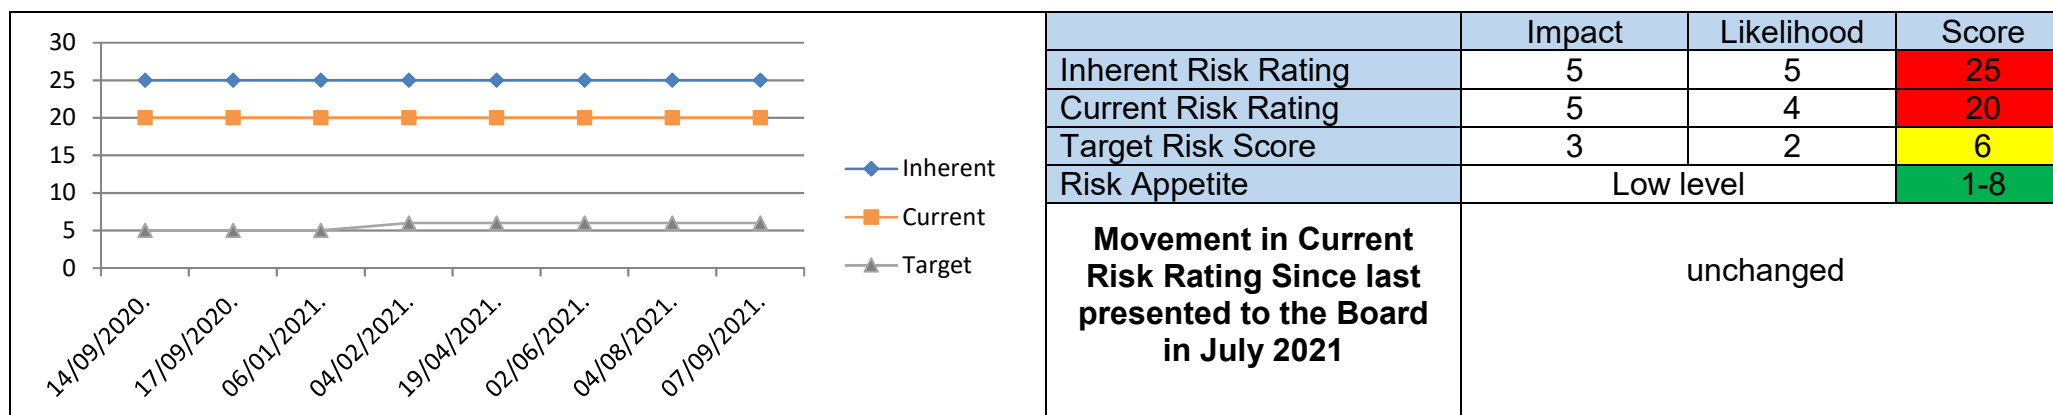 30
25
20
15
10
5
0
14/09/2020.
17/09/2020.
06/01/2021.
04/02/2021.
19/04/2021.
02/06/2021.
04/08/2021.
07/09/2021.
Inherent
Current
Target
Impact Likelihood Score
Inherent Risk Rating 5 5 25
Current Risk Rating 5 4 20
Target Risk Score 3 2 6
Risk Appetite Low level 1-8
Movement in Current
Risk Rating Since last
presented to the Board
in July 2021
unchanged